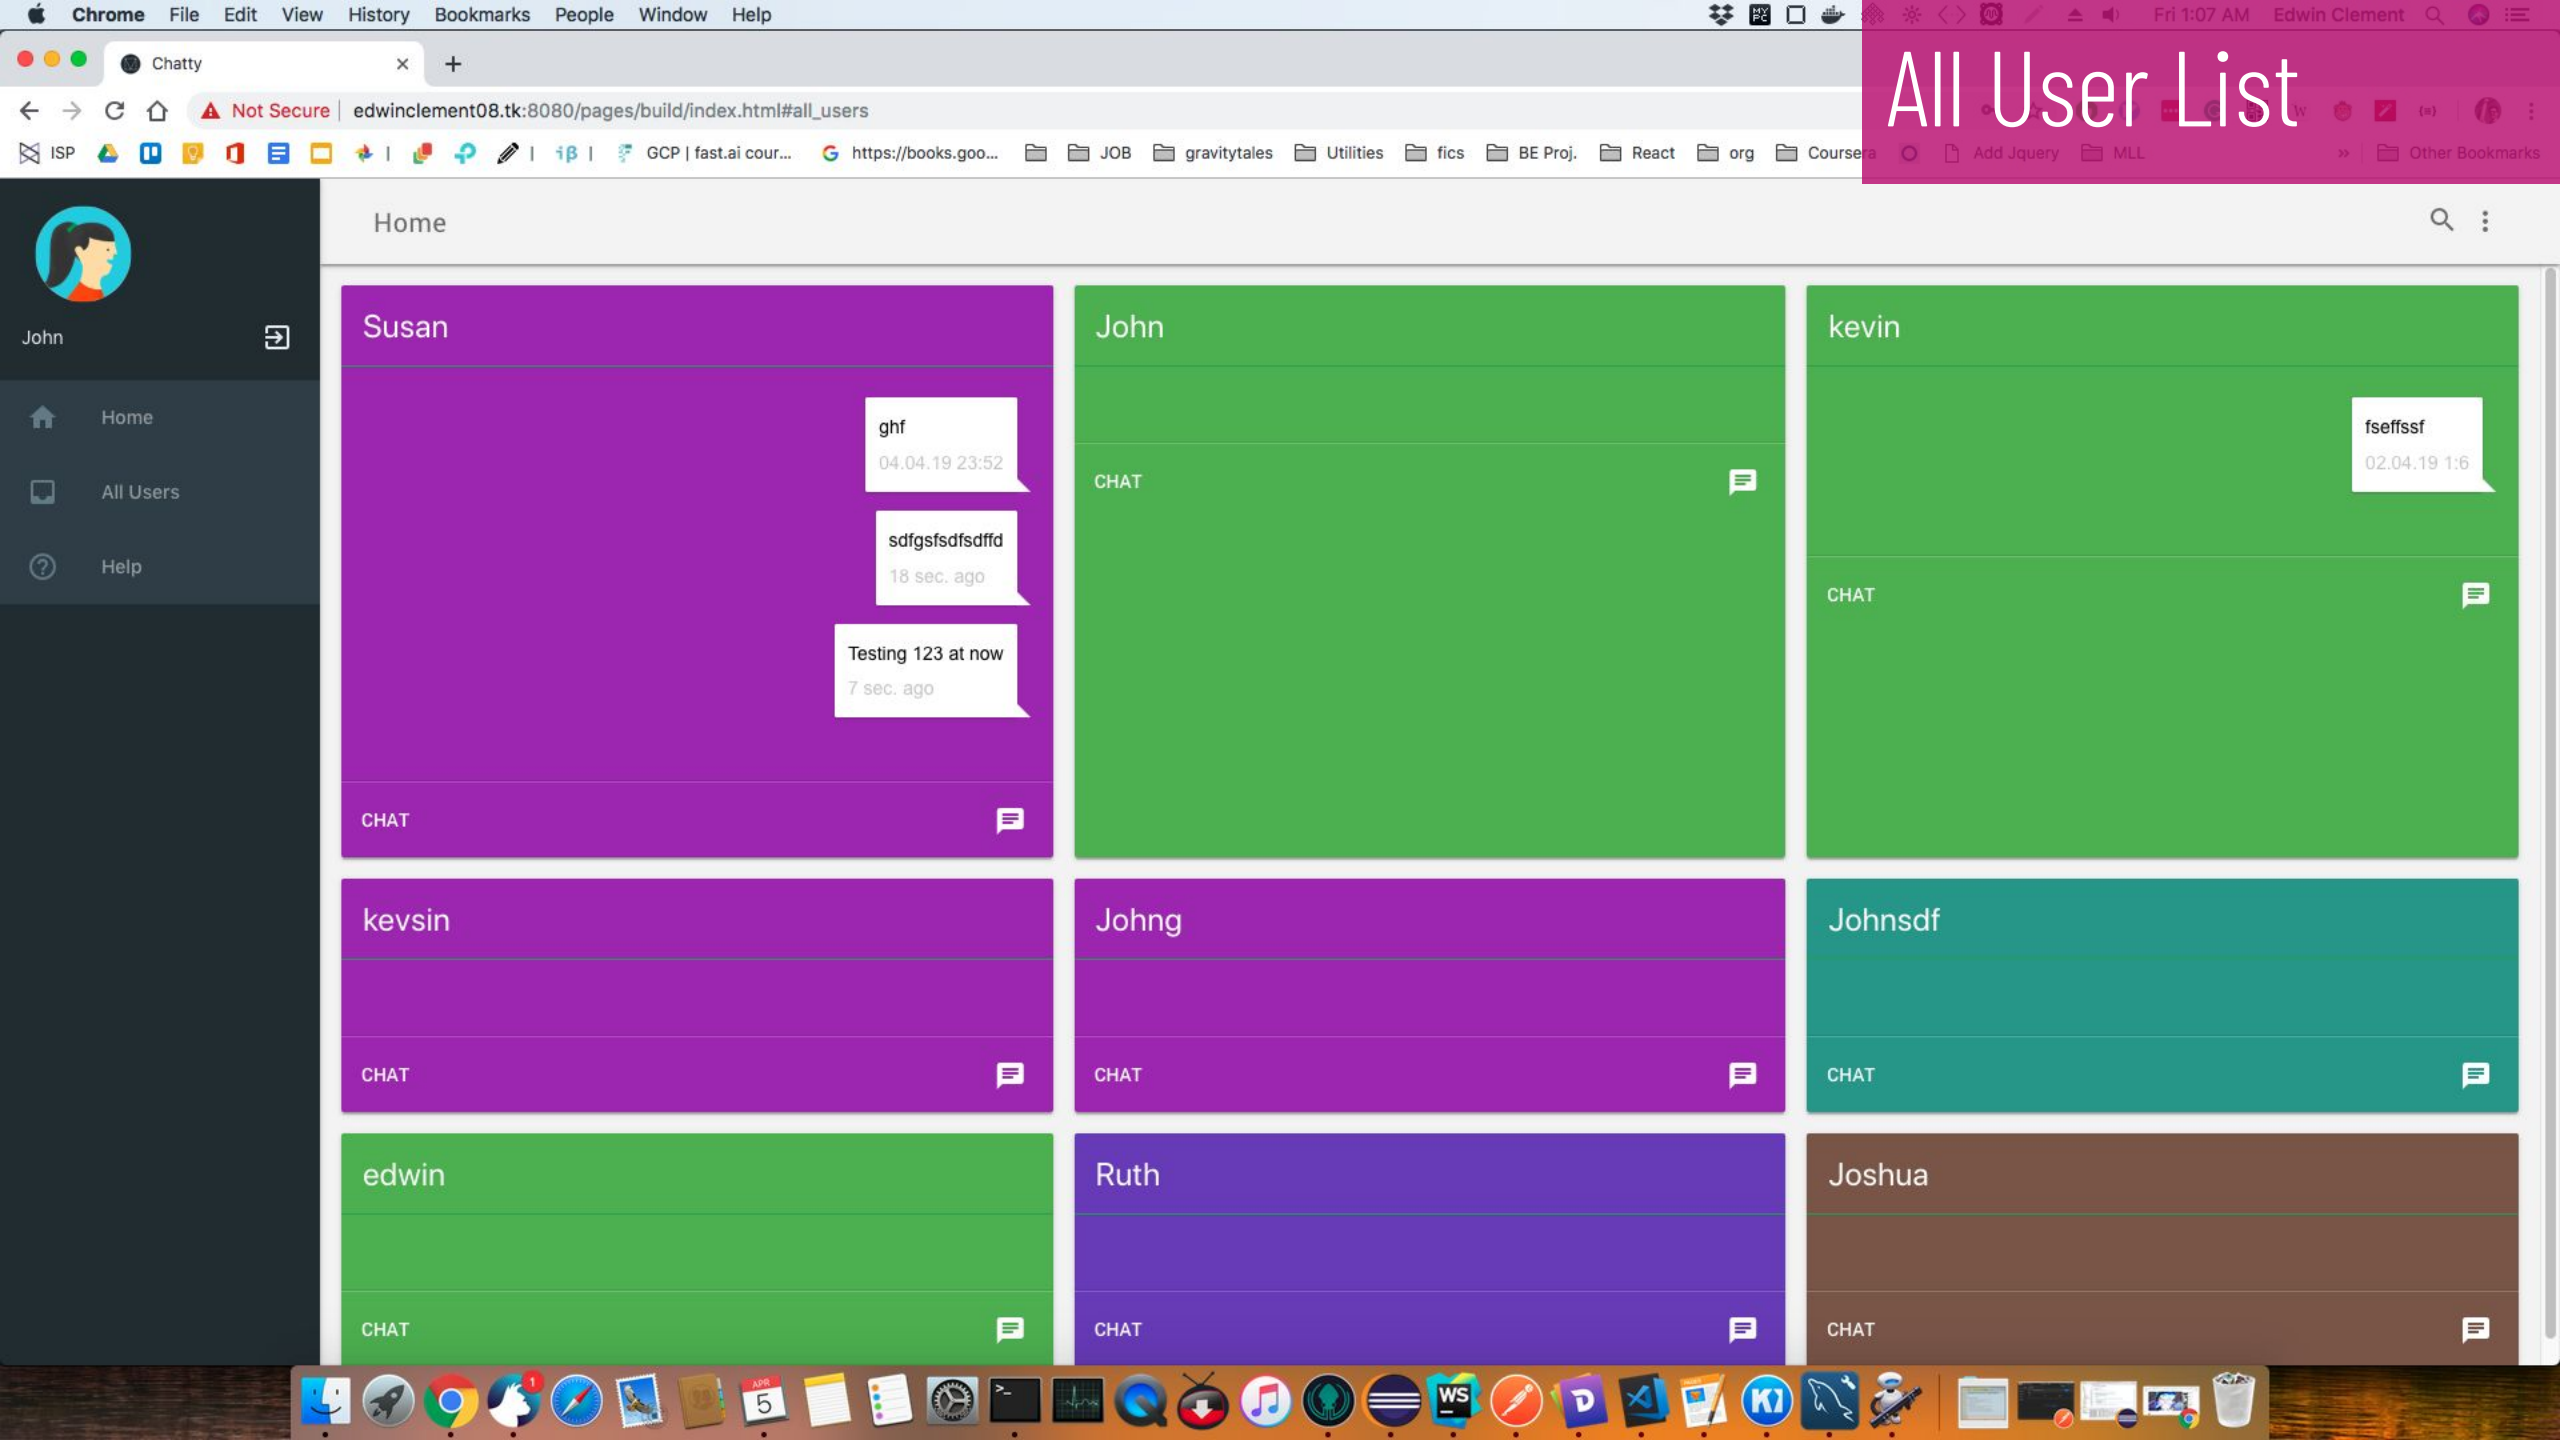 Chrome File Edit View History Bookmarks People Window Help
Fri 1:07 AM Edwin Clement
Chatty
All User List
Not Secure edwinclement08.tk:8080/pages/build/index.html#all_users
ISP
GCP | fast.ai cour...
https://books.goo...
JOB
gravitytales
Utilities
fics
BE Proj.
React
org
Coursera
Add Jquery
MLL
»
Other Bookmarks
Home
John
Home
All Users
Help
Susan
ghf
04.04.19 23:52
sdfgsfsdfsdffd
18 sec. ago
Testing 123 at now
7 sec. ago
CHAT
John
CHAT
kevin
fseffssf
02.04.19 1:6
CHAT
kevsin
CHAT
Johng
CHAT
Johnsdf
CHAT
edwin
CHAT
Ruth
CHAT
Joshua
CHAT
1
APR
5
WS